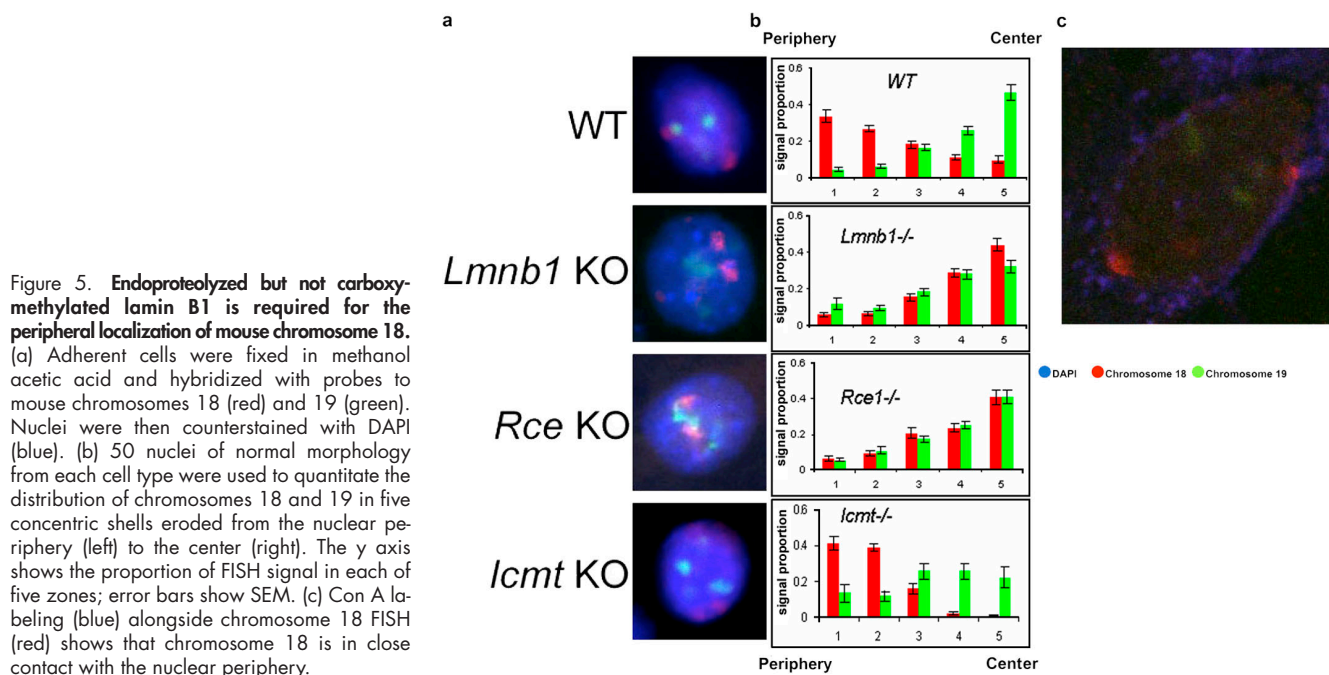 a
b
c
Periphery
Center
WT
Lmnb1 KO
Rce KO
Icmt KO
signal proportion
0.6
0.4
0.2
0
WT
1 2 3 4 5
signal proportion
0.6
0.4
0.2
0
Lmnb1-/-
1 2 3 4 5
signal proportion
0.6
0.4
0.2
0
Rce1-/-
1 2 3 4 5
signal proportion
0.6
0.4
0.2
0
Icmt-/-
1 2 3 4 5
Periphery
Center
DAPI Chromosome 18 Chromosome 19
Figure 5. Endoproteolyzed but not carboxy-
methylated lamin B1 is required for the
peripheral localization of mouse chromosome 18.
(a) Adherent cells were fixed in methanol
acetic acid and hybridized with probes to
mouse chromosomes 18 (red) and 19 (green).
Nuclei were then counterstained with DAPI
(blue). (b) 50 nuclei of normal morphology
from each cell type were used to quantitate the
distribution of chromosomes 18 and 19 in five
concentric shells eroded from the nuclear pe-
riphery (left) to the center (right). The y axis
shows the proportion of FISH signal in each of
five zones; error bars show SEM. (c) Con A la-
beling (blue) alongside chromosome 18 FISH
(red) shows that chromosome 18 is in close
contact with the nuclear periphery.